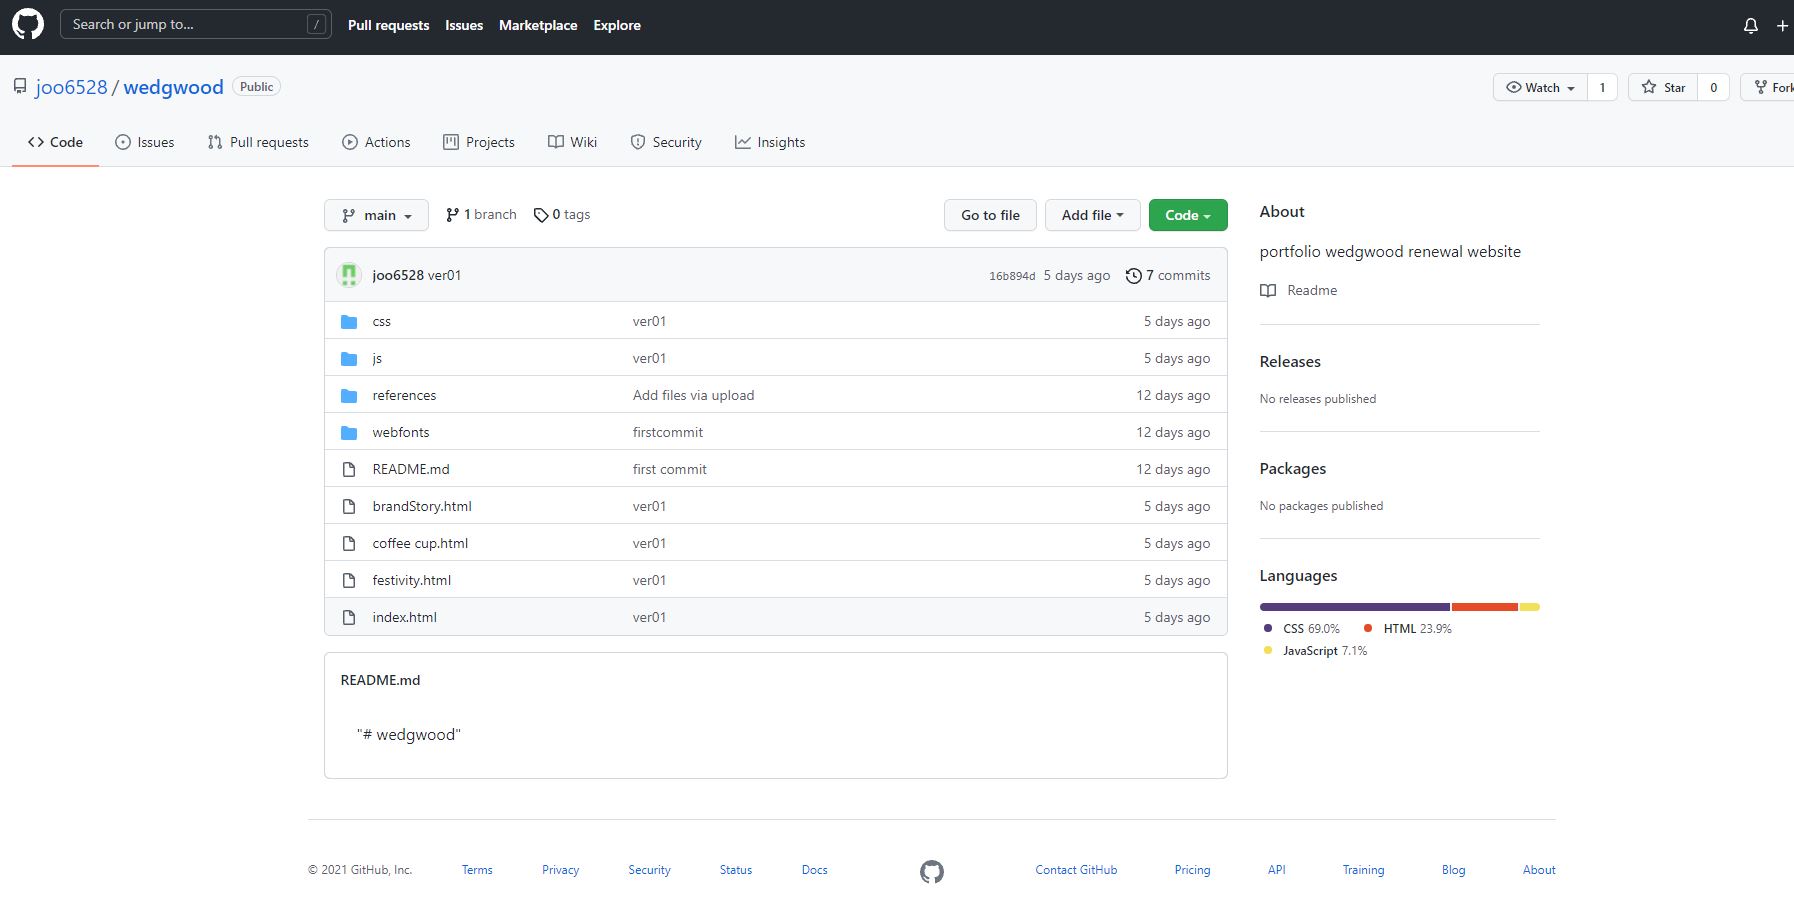 Search or jump to... /
Pull requests Issues Marketplace Explore
joo6528 / wedgwood Public
Watch 1 Star 0 Fork
Code Issues Pull requests Actions Projects Wiki Security Insights
main 1 branch 0 tags
Go to file Add file Code
joo6528 ver01 16b894d 5 days ago 7 commits
css ver01 5 days ago
js ver01 5 days ago
references Add files via upload 12 days ago
webfonts firstcommit 12 days ago
README.md first commit 12 days ago
brandStory.html ver01 5 days ago
coffee cup.html ver01 5 days ago
festivity.html ver01 5 days ago
index.html ver01 5 days ago
README.md
"# wedgwood"
About
portfolio wedgwood renewal website
Readme
Releases
No releases published
Packages
No packages published
Languages
CSS 69.0% HTML 23.9%
JavaScript 7.1%
© 2021 GitHub, Inc. Terms Privacy Security Status Docs Contact GitHub Pricing API Training Blog About